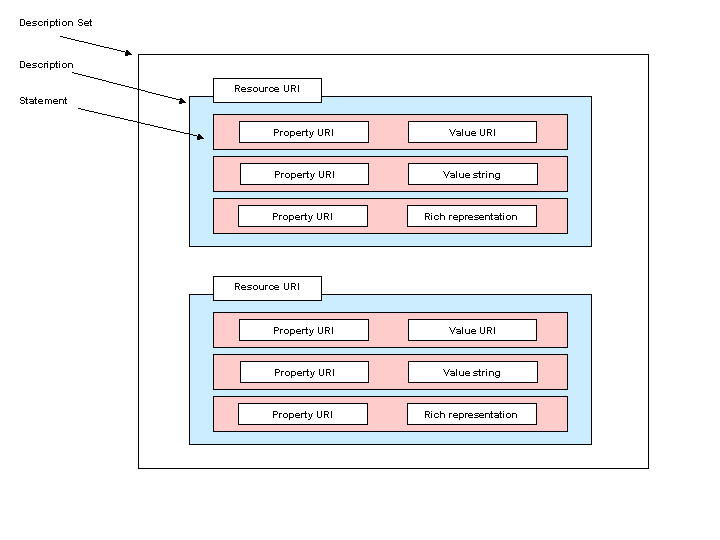 Description Set
Description
Statement
Resource URI
Property URI Value URI
Property URI Value string
Property URI Rich representation
Resource URI
Property URI Value URI
Property URI Value string
Property URI Rich representation